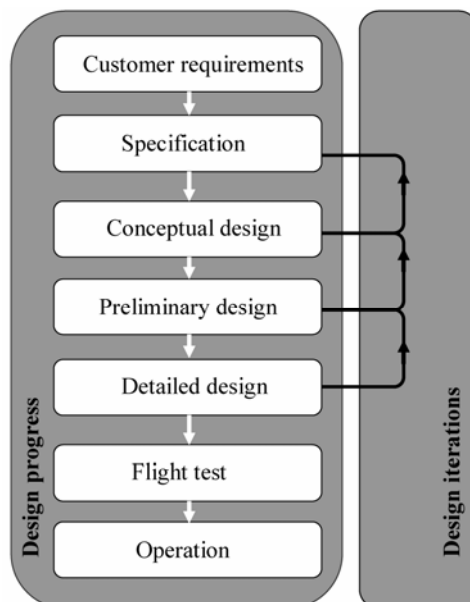 Customer requirements
Specification
Conceptual design
Preliminary design
Detailed design
Flight test
Operation
Design progress
Design iterations